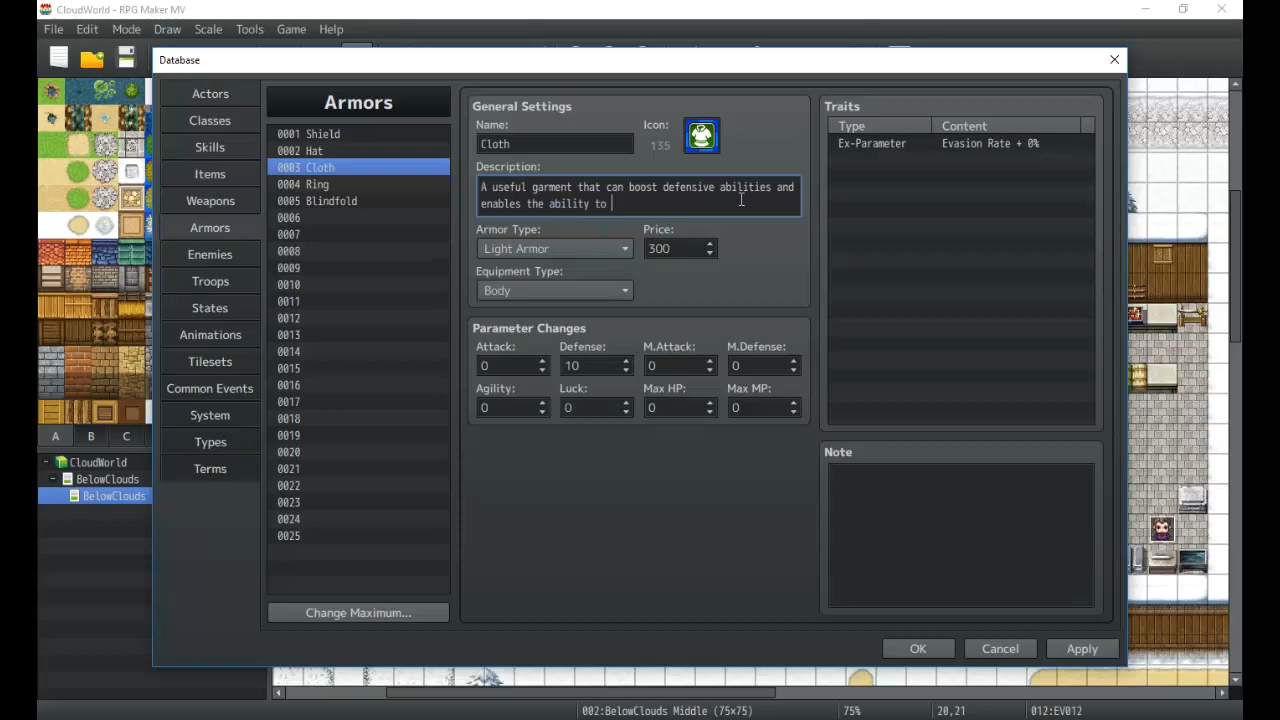 CloudWorld - RPG Maker MV
File Edit Mode Draw Scale Tools Game Help
Database
Actors
Classes
Skills
Items
Weapons
Armors
Enemies
Troops
States
Animations
Tilesets
Common Events
System
Types
Terms
Armors
0001 Shield
0002 Hat
0003 Cloth
0004 Ring
0005 Blindfold
0006
0007
0008
0009
0010
0011
0012
0013
0014
0015
0016
0017
0018
0019
0020
0021
0022
0023
0024
0025
Change Maximum...
General Settings
Name: Icon:
Cloth 135
Description:
A useful garment that can boost defensive abilities and
enables the ability to
Armor Type: Price:
Light Armor 300
Equipment Type:
Body
Parameter Changes
Attack: Defense: M.Attack: M.Defense:
0 10 0 0
Agility: Luck: Max HP: Max MP:
0 0 0 0
Traits
Type Content
Ex-Parameter Evasion Rate + 0%
Note
OK Cancel Apply
A B C
CloudWorld
BelowClouds
BelowClouds
002:BelowClouds Middle (75×75) 75% 20,21 012:EV012